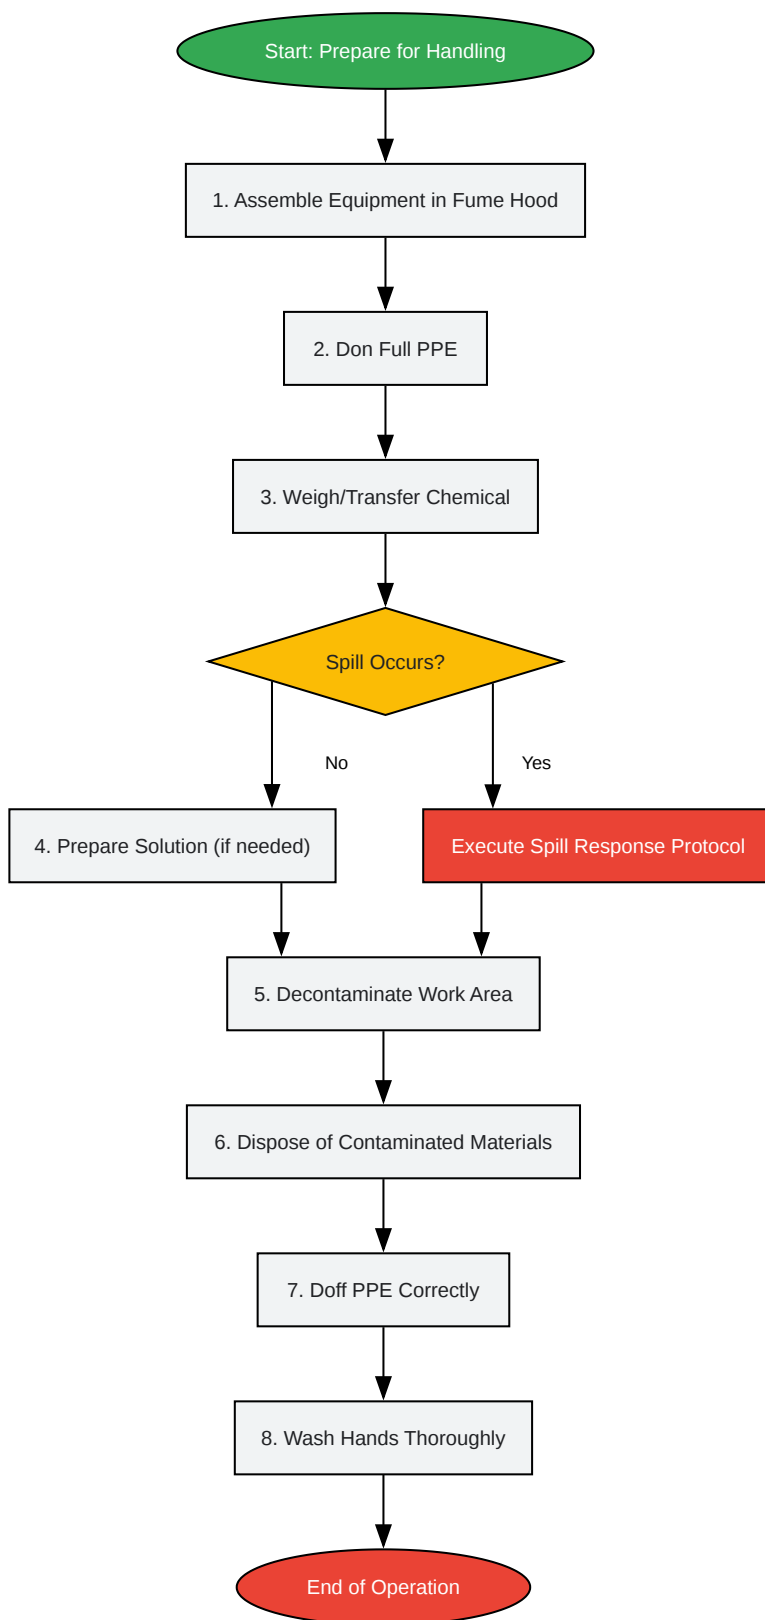 Start: Prepare for Handling
1. Assemble Equipment in Fume Hood
2. Don Full PPE
3. Weigh/Transfer Chemical
Spill Occurs?
No
Yes
4. Prepare Solution (if needed)
Execute Spill Response Protocol
5. Decontaminate Work Area
6. Dispose of Contaminated Materials
7. Doff PPE Correctly
8. Wash Hands Thoroughly
End of Operation